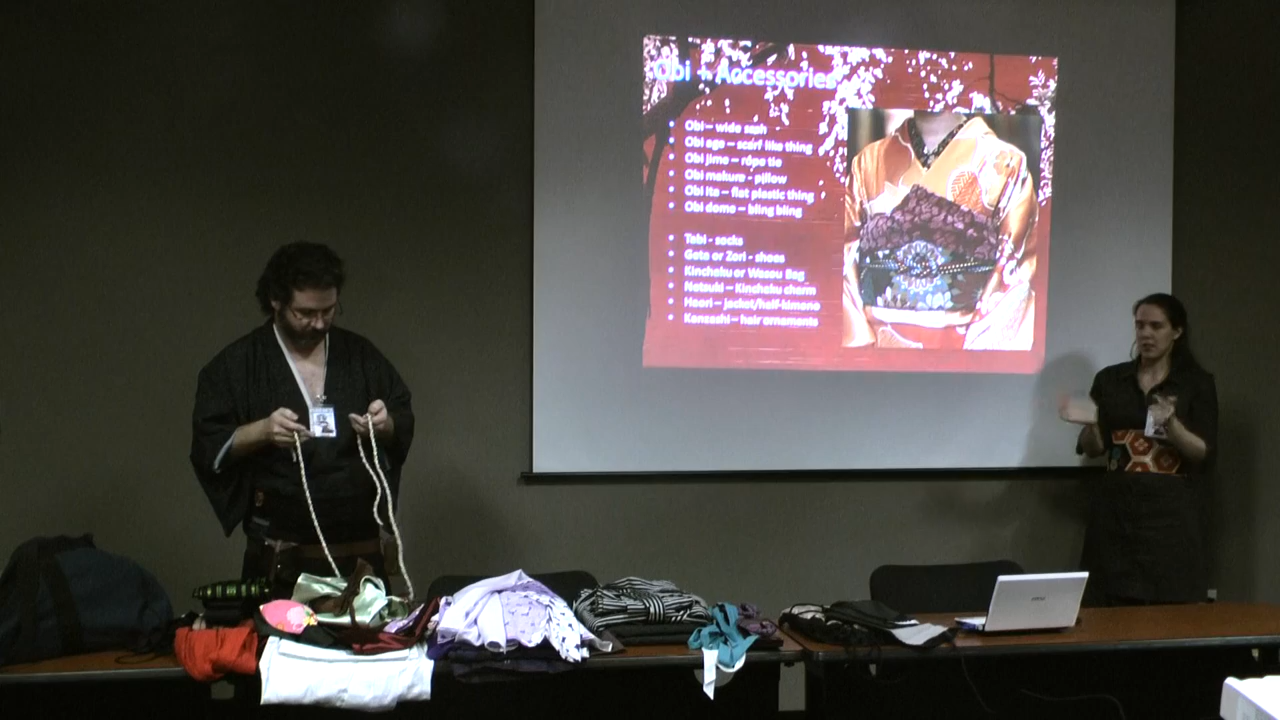 Obi + Accessories
Obi – wide sash
Obi age – scarf like thing
Obi jime – rope tie
Obi makura - pillow
Obi ita – flat plastic thing
Obi dome – bling bling
Tabi - socks
Geta or Zori - shoes
Kinchaku or Wasou Bag
Netsuki – Kinchaku charm
Haori – jacket/half-kimono
Kanzashi – hair ornaments